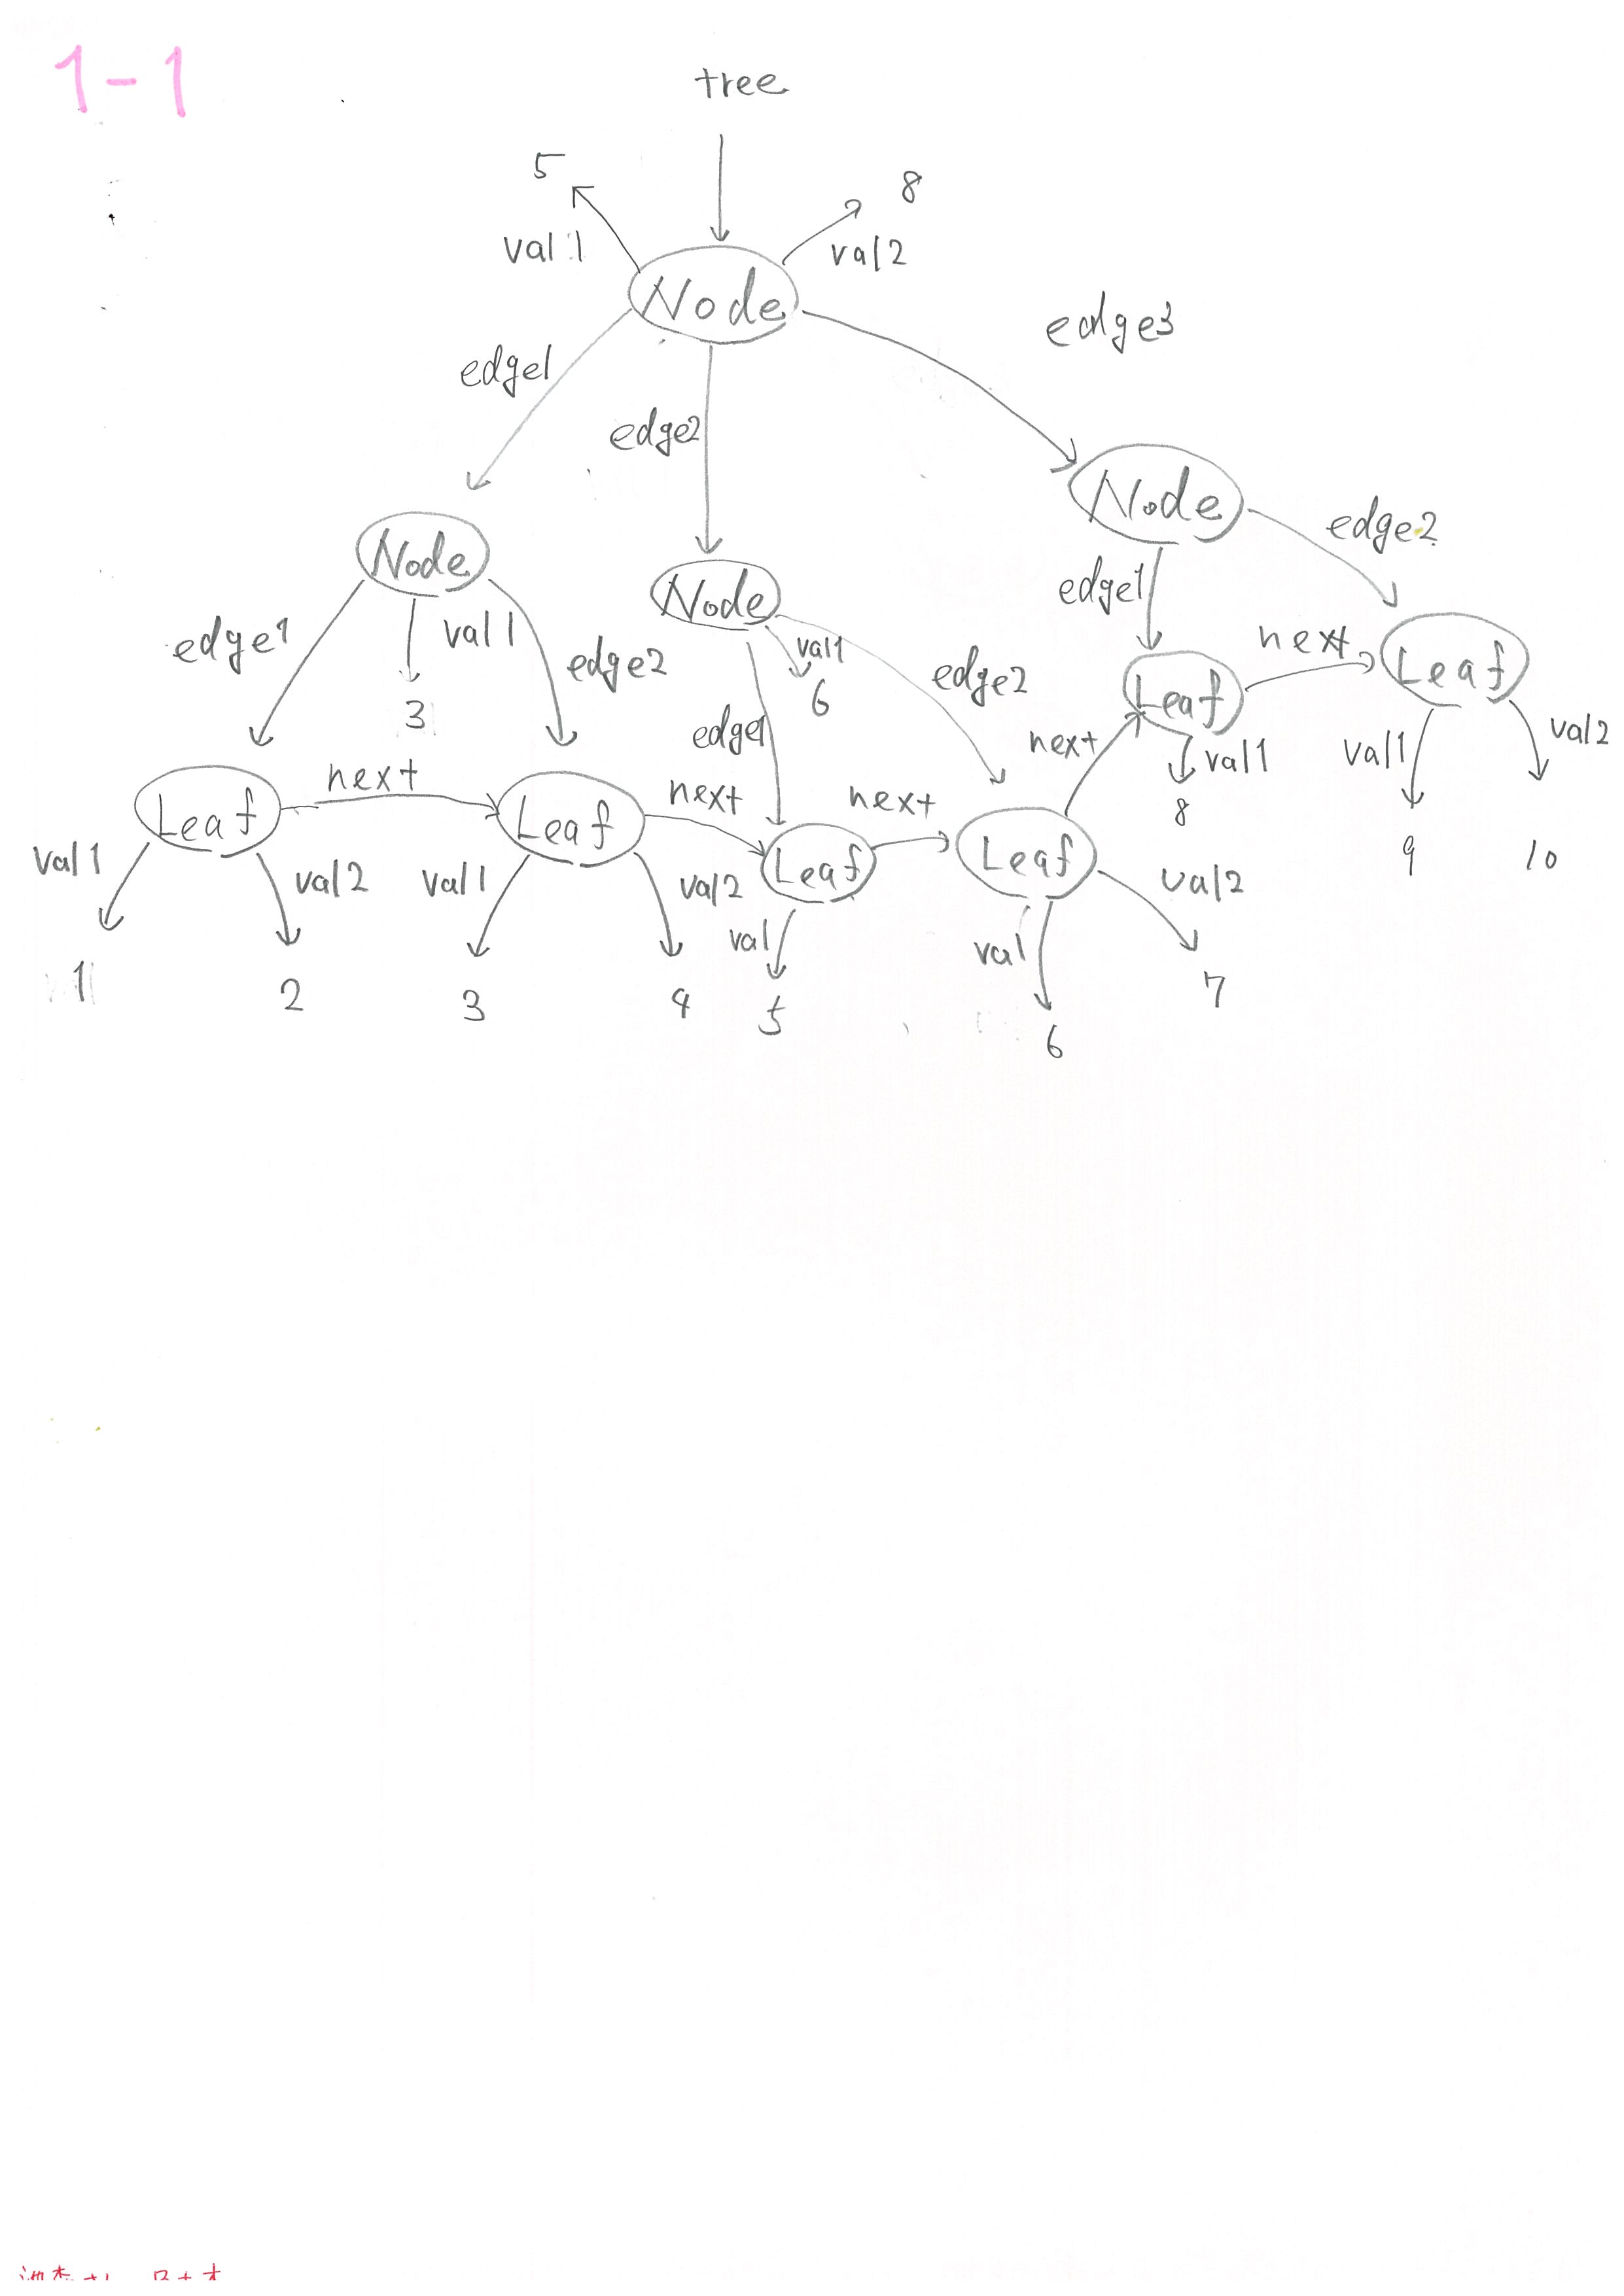 1-1
tree
5
8
val1
val2
Node
edge3
edge1
edge2
Node
edge2
Node
Node
edge1
edge1
val1
val1
next
Leaf
edge2
edge2
6
Leaf
3
edge1
next
val1
val1
val2
next
next
next
8
Leaf
Leaf
Leaf
Leaf
9
10
val1
val2
val1
val2
val2
val
val
1
2
3
4
5
7
6